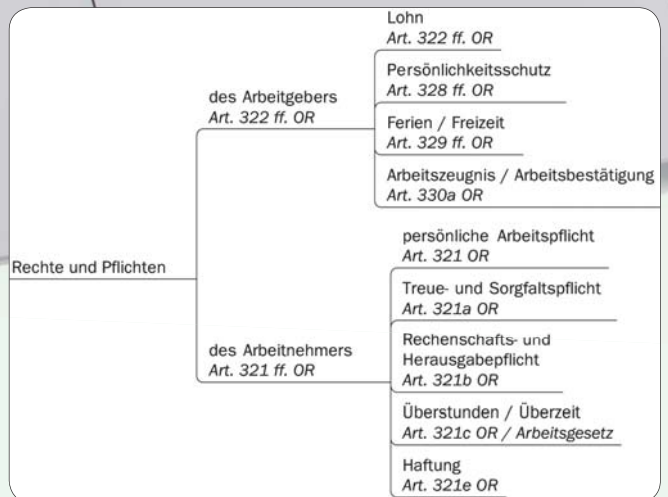 Rechte und Pflichten
des Arbeitgebers
Art. 322 ff. OR
Lohn
Art. 322 ff. OR
Persönlichkeitsschutz
Art. 328 ff. OR
Ferien / Freizeit
Art. 329 ff. OR
Arbeitszeugnis / Arbeitsbestätigung
Art. 330a OR
des Arbeitnehmers
Art. 321 ff. OR
persönliche Arbeitspflicht
Art. 321 OR
Treue- und Sorgfaltspflicht
Art. 321a OR
Rechenschafts- und
Herausgabepflicht
Art. 321b OR
Überstunden / Überzeit
Art. 321c OR / Arbeitsgesetz
Haftung
Art. 321e OR